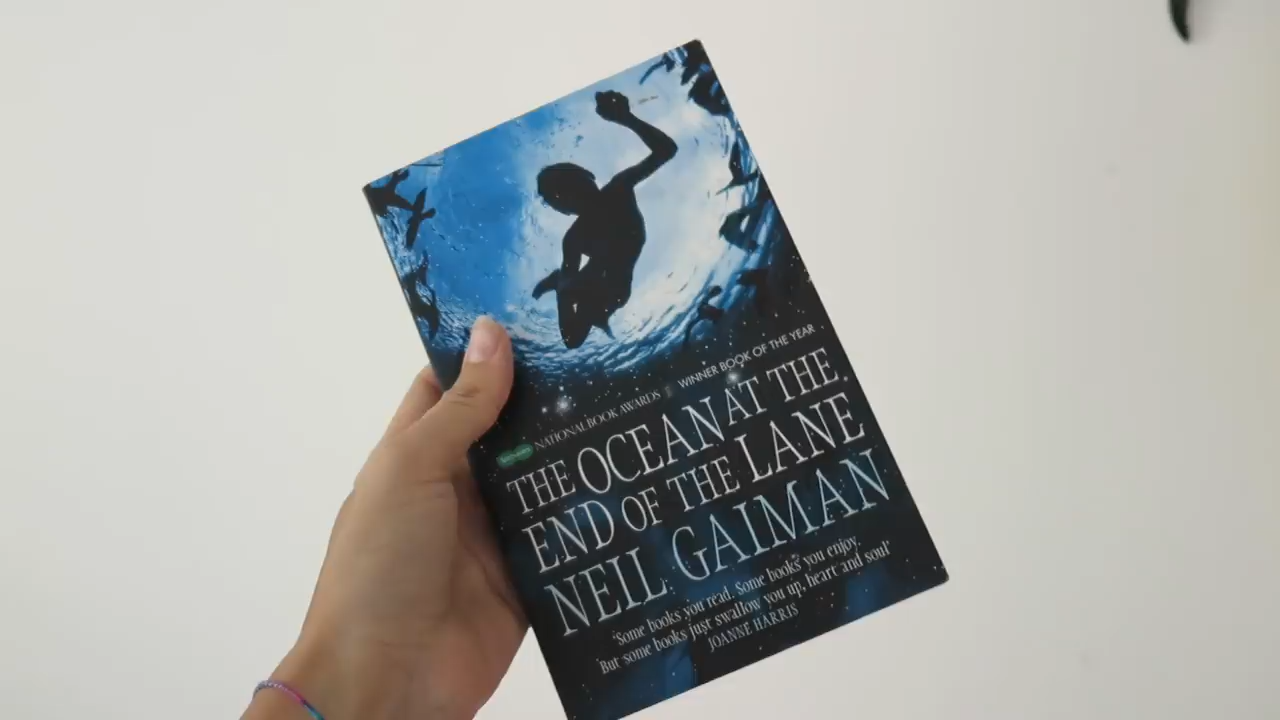 NATIONAL BOOK AWARDS WINNER BOOK OF THE YEAR
THE OCEAN AT THE
END OF THE LANE
NEIL GAIMAN
'Some books you read. Some books you enjoy.
But some books just swallow you up, heart and soul'
JOANNE HARRIS